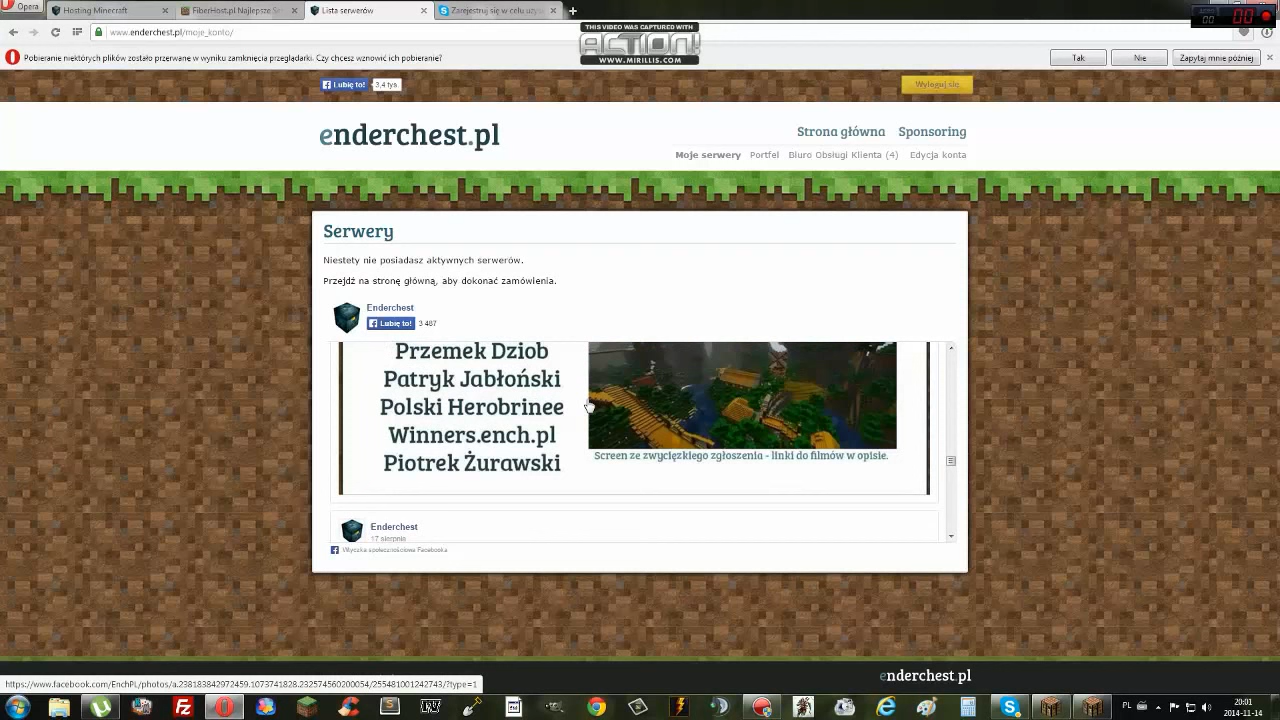 Opera
Hosting Minecraft
FiberHost.pl Najlepsze Ser
Lista serwerów
Zarejestruj się w celu uzys
www.enderchest.pl/moje_konto/
THIS VIDEO WAS CAPTURED WITH
ACTION!
WWW.MIRILLIS.COM
00
00
Pobieranie niektórych plików zostało przerwane w wyniku zamknięcia przeglądarki. Czy chcesz wznowić ich pobieranie?
Tak
Nie
Zapytaj mnie później
Lubię to!
3,4 tys.
Wyloguj się
enderchest.pl
Strona główna
Sponsoring
Moje serwery
Portfel
Biuro Obsługi Klienta (4)
Edycja konta
Serwery
Niestety nie posiadasz aktywnych serwerów.
Przejdź na stronę główną, aby dokonać zamówienia.
Enderchest
Lubię to!
3 487
Przemek Dziob
Patryk Jabłoński
Polski Herobrinee
Winners.ench.pl
Piotrek Żurawski
Screen ze zwycięzkiego zgłoszenia - linki do filmów w opisie.
Enderchest
17 sierpnia
Wtyczka społecznościowa Facebooka
enderchest pl
https://www.facebook.com/EnchPL/photos/a.238183842972459.1073741828.232574560200054/255481001242743/?type=1
PL
20:01
2014-11-14